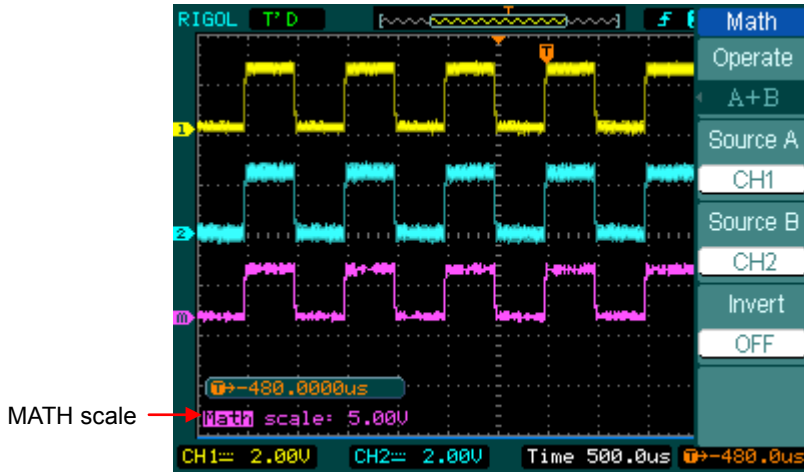 RIGOL T'D T Math
Operate
T
A+B
1
Source A
CH1
Source B
2
CH2
Invert
m
OFF
T→-480.0000us
MATH scale
Math scale: 5.00V
CH1 2.00V CH2 2.00V Time 500.0us T→-480.0us